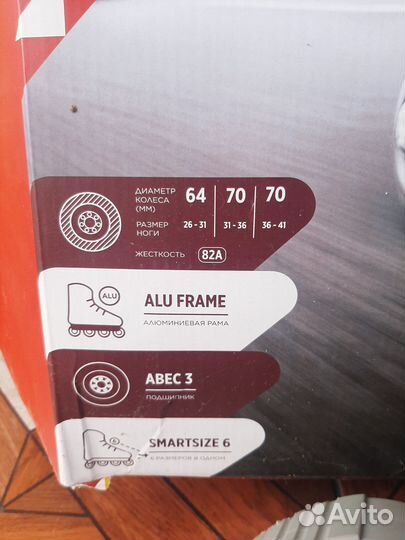 ДИАМЕТР
КОЛЕСА
(ММ)
64 70 70
РАЗМЕР
НОГИ
26 - 31 31 - 36 36 - 41
ЖЕСТКОСТЬ 82A
ALU
ALU FRAME
АЛЮМИНИЕВАЯ РАМА
ABEC 3
ПОДШИПНИК
6
SMARTSIZE 6
6 РАЗМЕРОВ В ОДНОМ
Avito